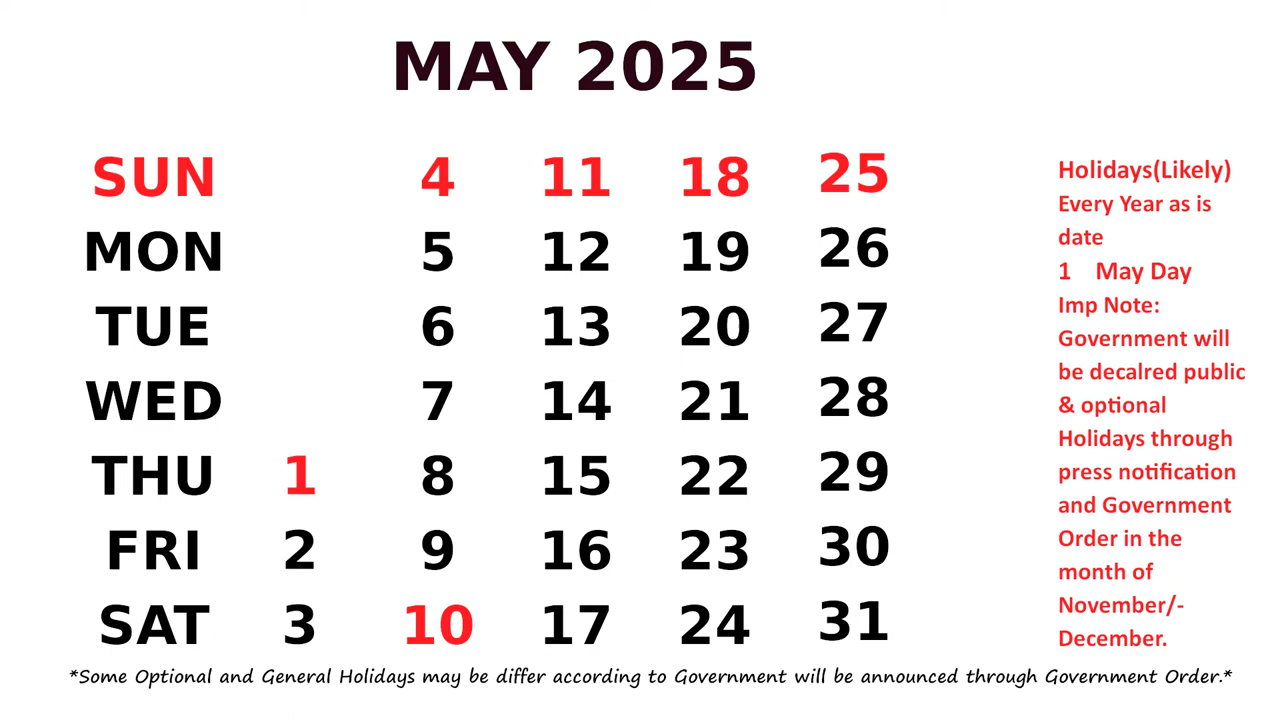 MAY 2025
SUN 4 11 18 25
MON 5 12 19 26
TUE 6 13 20 27
WED 7 14 21 28
THU 1 8 15 22 29
FRI 2 9 16 23 30
SAT 3 10 17 24 31
Holidays(Likely)
Every Year as is
date
1 May Day
Imp Note:
Government will
be decalred public
& optional
Holidays through
press notification
and Government
Order in the
month of
November/-
December.
*Some Optional and General Holidays may be differ according to Government will be announced through Government Order.*